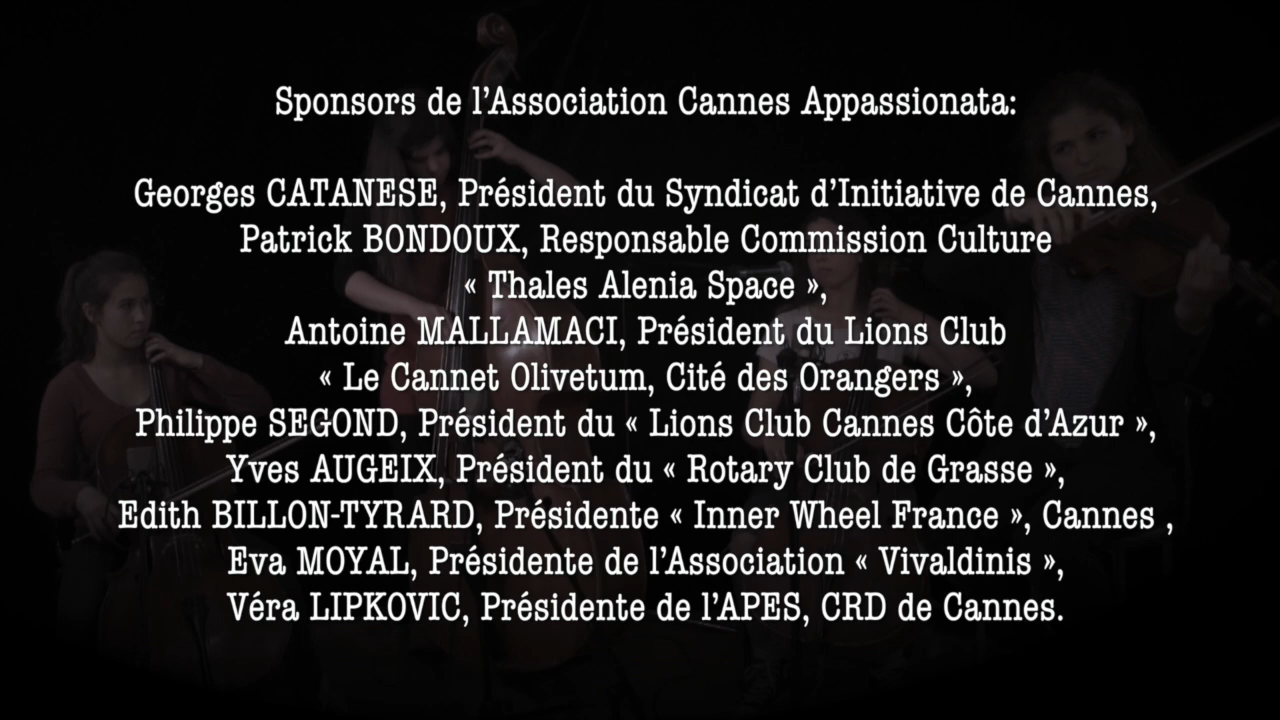 Sponsors de l'Association Cannes Appassionata:
Georges CATANESE, Président du Syndicat d'Initiative de Cannes,
Patrick BONDOUX, Responsable Commission Culture
« Thales Alenia Space »,
Antoine MALLAMACI, Président du Lions Club
« Le Cannet Olivetum, Cité des Orangers »,
Philippe SEGOND, Président du « Lions Club Cannes Côte d'Azur »,
Yves AUGEIX, Président du « Rotary Club de Grasse »,
Edith BILLON-TYRARD, Présidente « Inner Wheel France », Cannes ,
Eva MOYAL, Présidente de l'Association « Vivaldinis »,
Véra LIPKOVIC, Présidente de l'APES, CRD de Cannes.